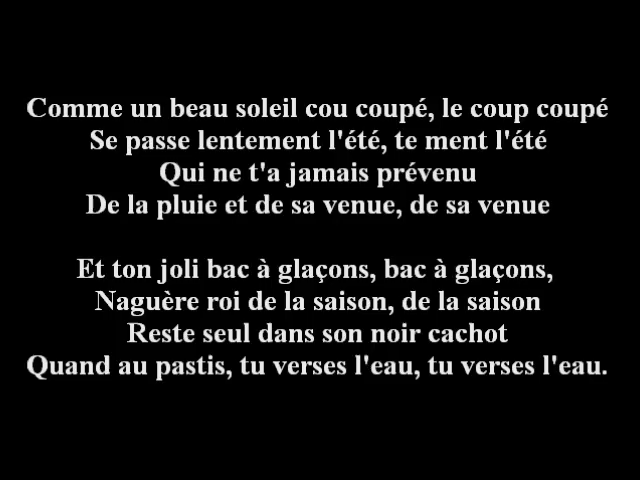 Comme un beau soleil cou coupé, le coup coupé
Se passe lentement l'été, te ment l'été
Qui ne t'a jamais prévenu
De la pluie et de sa venue, de sa venue
Et ton joli bac à glaçons, bac à glaçons,
Naguère roi de la saison, de la saison
Reste seul dans son noir cachot
Quand au pastis, tu verses l'eau, tu verses l'eau.